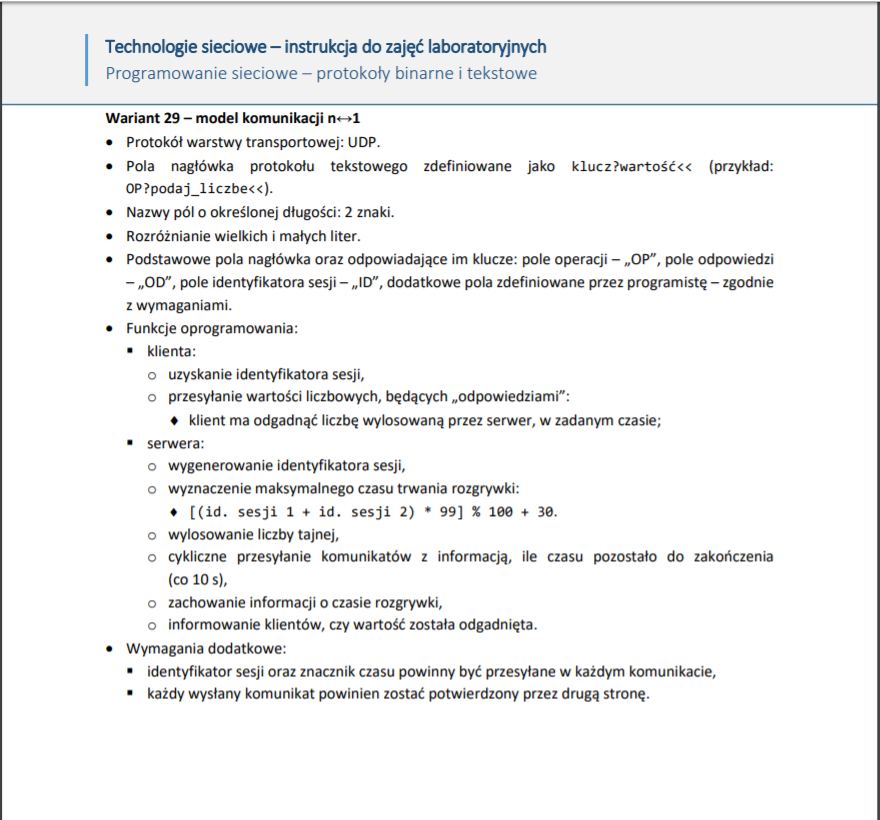 Technologie sieciowe – instrukcja do zajęć laboratoryjnych
Programowanie sieciowe – protokoły binarne i tekstowe
Wariant 29 – model komunikacji n↔1
• Protokół warstwy transportowej: UDP.
• Pola nagłówka protokołu tekstowego zdefiniowane jako klucz?wartość<< (przykład:
OP?podaj_liczbe<<).
• Nazwy pól o określonej długości: 2 znaki.
• Rozróżnianie wielkich i małych liter.
• Podstawowe pola nagłówka oraz odpowiadające im klucze: pole operacji – „OP”, pole odpowiedzi
– „OD”, pole identyfikatora sesji – „ID”, dodatkowe pola zdefiniowane przez programistę – zgodnie
z wymaganiami.
• Funkcje oprogramowania:
▪ klienta:
o uzyskanie identyfikatora sesji,
o przesyłanie wartości liczbowych, będących „odpowiedziami”:
♦ klient ma odgadnąć liczbę wylosowaną przez serwer, w zadanym czasie;
▪ serwera:
o wygenerowanie identyfikatora sesji,
o wyznaczenie maksymalnego czasu trwania rozgrywki:
♦ [(id. sesji 1 + id. sesji 2) * 99] % 100 + 30.
o wylosowanie liczby tajnej,
o cykliczne przesyłanie komunikatów z informacją, ile czasu pozostało do zakończenia
(co 10 s),
o zachowanie informacji o czasie rozgrywki,
o informowanie klientów, czy wartość została odgadnięta.
• Wymagania dodatkowe:
▪ identyfikator sesji oraz znacznik czasu powinny być przesyłane w każdym komunikacie,
▪ każdy wysłany komunikat powinien zostać potwierdzony przez drugą stronę.